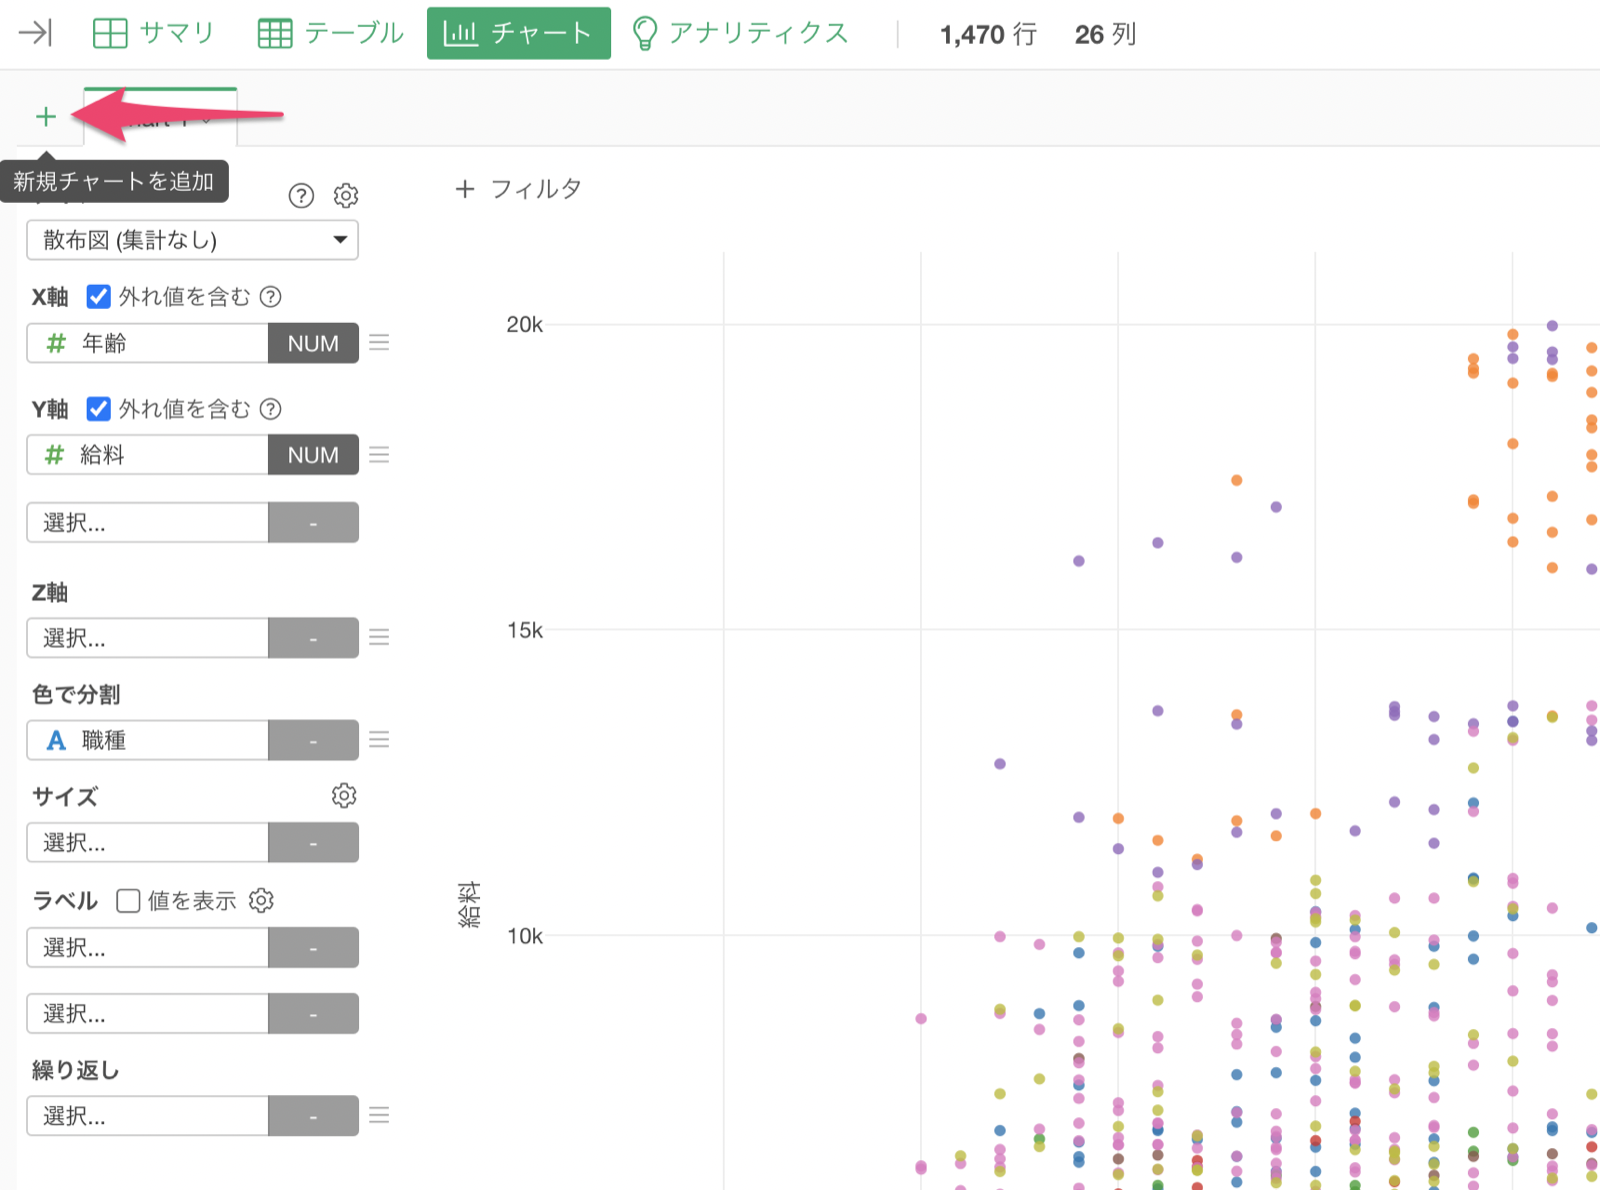 サマリ テーブル チャート アナリティクス 1,470 行 26 列
+
新規チャートを追加
+ フィルタ
散布図 (集計なし)
X軸 外れ値を含む ?
# 年齢 NUM
Y軸 外れ値を含む ?
# 給料 NUM
選択... -
Z軸
選択... -
色で分割
A 職種 -
サイズ
選択... -
ラベル 値を表示
選択... -
選択... -
繰り返し
選択... -
20k
15k
10k
給料